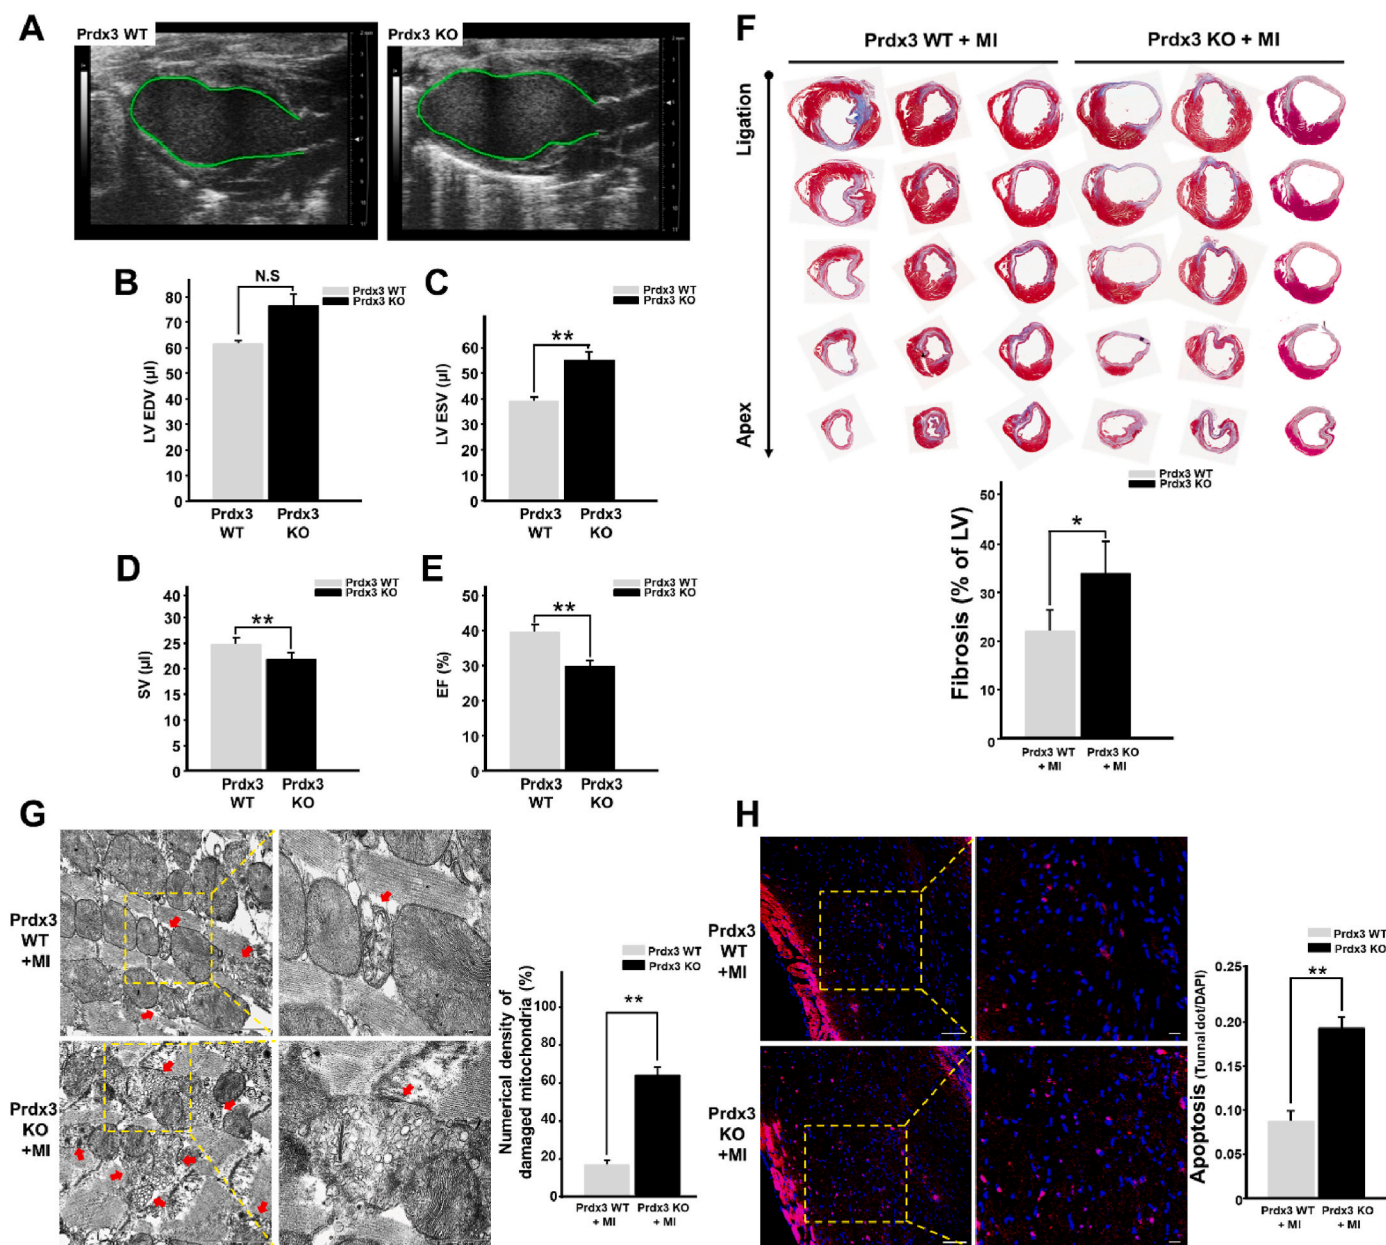 A
Prdx3 WT
Prdx3 KO
B
N.S
Prdx3 WT
Prdx3 KO
LV EDV (µl)
80
70
60
50
40
30
20
10
0
Prdx3
WT
Prdx3
KO
C
**
Prdx3 WT
Prdx3 KO
LV ESV (µl)
60
50
40
30
20
10
0
Prdx3
WT
Prdx3
KO
D
**
Prdx3 WT
Prdx3 KO
SV (µl)
40
30
25
20
15
10
5
0
Prdx3
WT
Prdx3
KO
E
**
Prdx3 WT
Prdx3 KO
EF (%)
50
40
30
20
10
0
Prdx3
WT
Prdx3
KO
F
Prdx3 WT + MI
Prdx3 KO + MI
Ligation
Apex
Prdx3 WT
Prdx3 KO
Fibrosis (% of LV)
50
40
30
20
10
0
*
Prdx3 WT
+ MI
Prdx3 KO
+ MI
G
Prdx3
WT
+MI
Prdx3
KO
+MI
Prdx3 WT
Prdx3 KO
Numerical density of
damaged mitochondria (%)
100
80
60
40
20
0
**
Prdx3 WT
+ MI
Prdx3 KO
+ MI
H
Prdx3
WT
+MI
Prdx3
KO
+MI
Prdx3 WT
Prdx3 KO
Apoptosis (Tunnal dot/DAPI)
0.25
0.20
0.15
0.10
0.05
0
**
Prdx3 WT
+ MI
Prdx3 KO
+ MI